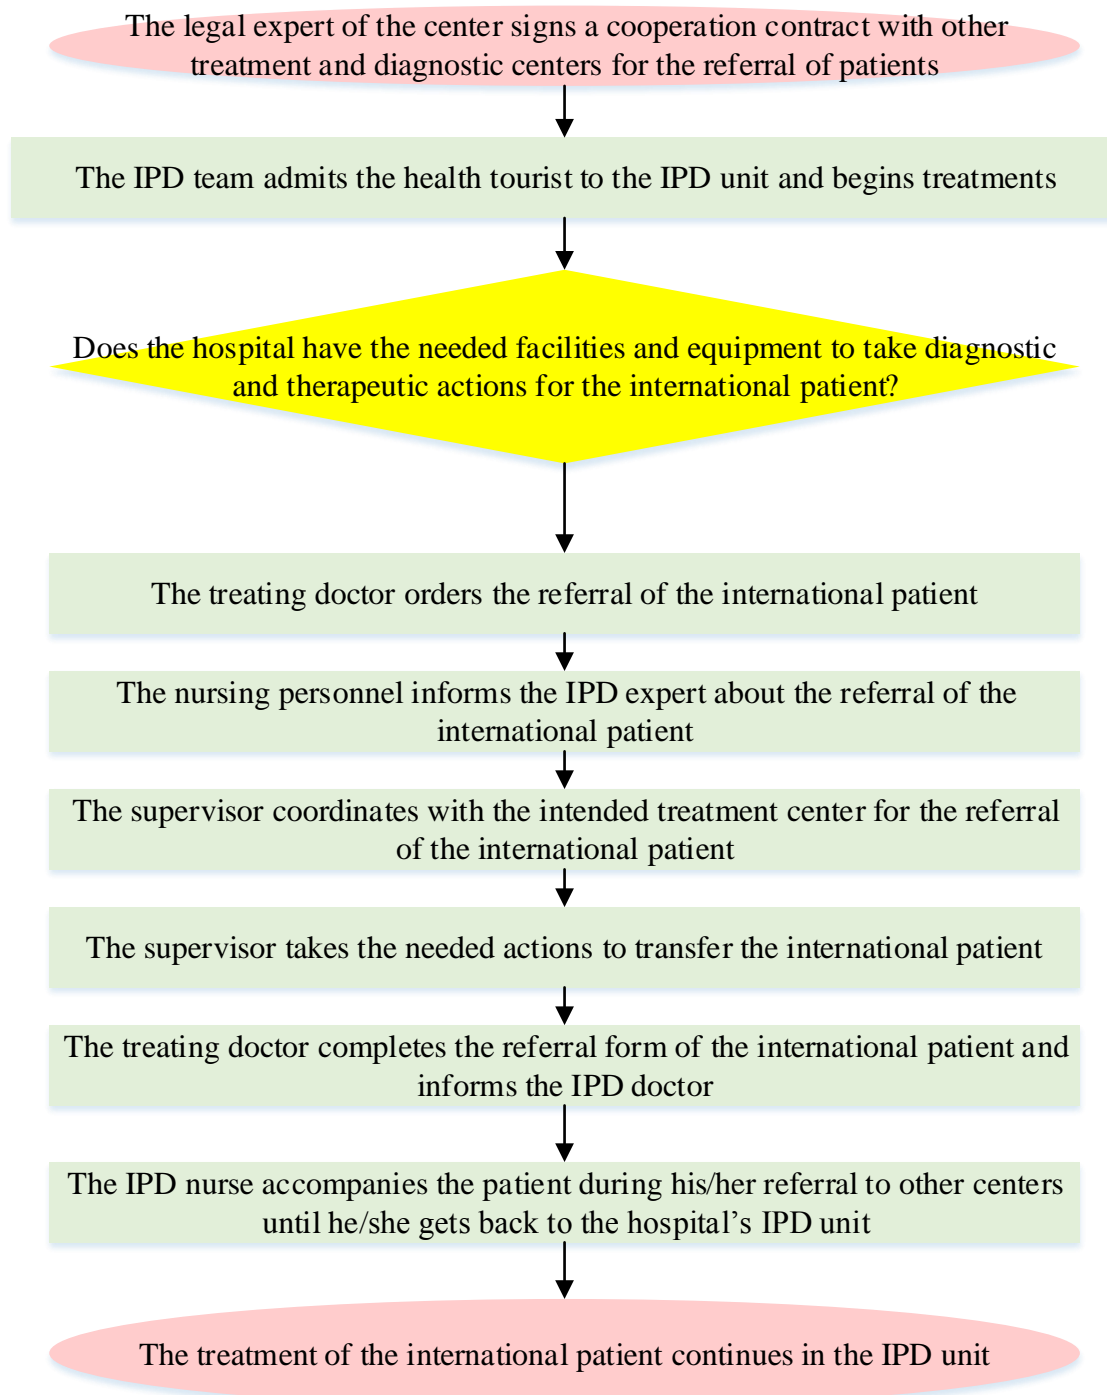 The legal expert of the center signs a cooperation contract with other
treatment and diagnostic centers for the referral of patients
The IPD team admits the health tourist to the IPD unit and begins treatments
Does the hospital have the needed facilities and equipment to take diagnostic
and therapeutic actions for the international patient?
The treating doctor orders the referral of the international patient
The nursing personnel informs the IPD expert about the referral of the
international patient
The supervisor coordinates with the intended treatment center for the referral
of the international patient
The supervisor takes the needed actions to transfer the international patient
The treating doctor completes the referral form of the international patient and
informs the IPD doctor
The IPD nurse accompanies the patient during his/her referral to other centers
until he/she gets back to the hospital’s IPD unit
The treatment of the international patient continues in the IPD unit